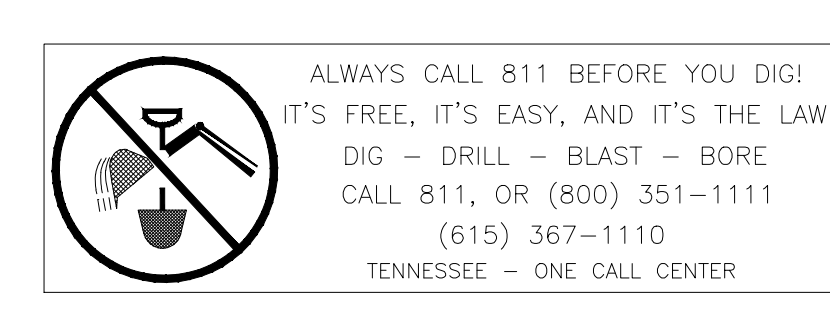 ALWAYS CALL 811 BEFORE YOU DIG!
IT'S FREE, IT'S EASY, AND IT'S THE LAW
DIG – DRILL – BLAST – BORE
CALL 811, OR (800) 351–1111
(615) 367–1110
TENNESSEE – ONE CALL CENTER